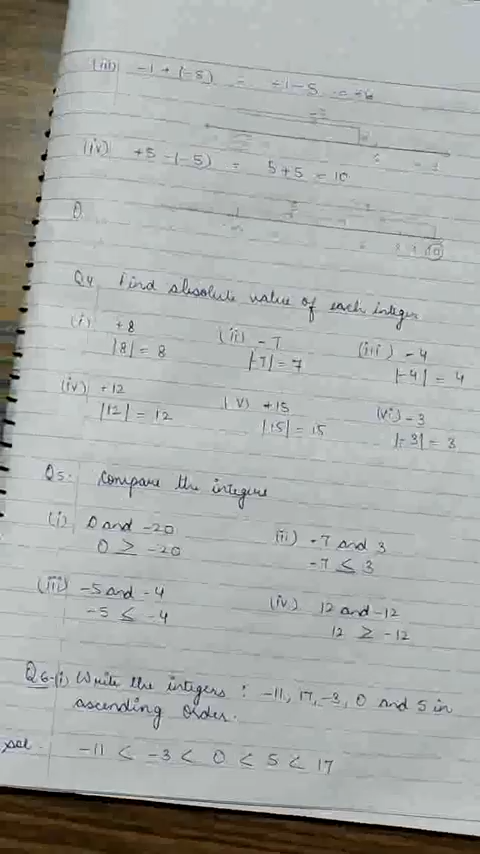 (iii) -1 + (-5) = -1 - 5 = -6
(iv) +5 - (-5) = 5 + 5 = 10
Q4 Find absolute value of each integer
(i) +8 (ii) -7 (iii) -4
|8| = 8 |-7| = 7 |-4| = 4
(iv) +12 (v) +15 (vi) -3
|12| = 12 |15| = 15 |-3| = 3
Q5. Compare the integers
(i) 0 and -20 (ii) -7 and 3
0 ≥ -20 -7 ≤ 3
(iii) -5 and -4 (iv) 12 and -12
-5 ≤ -4 12 ≥ -12
Q6-(i) Write the integers : -11, 17, -3, 0 and 5 in
ascending order.
sol. -11 < -3 < 0 < 5 < 17